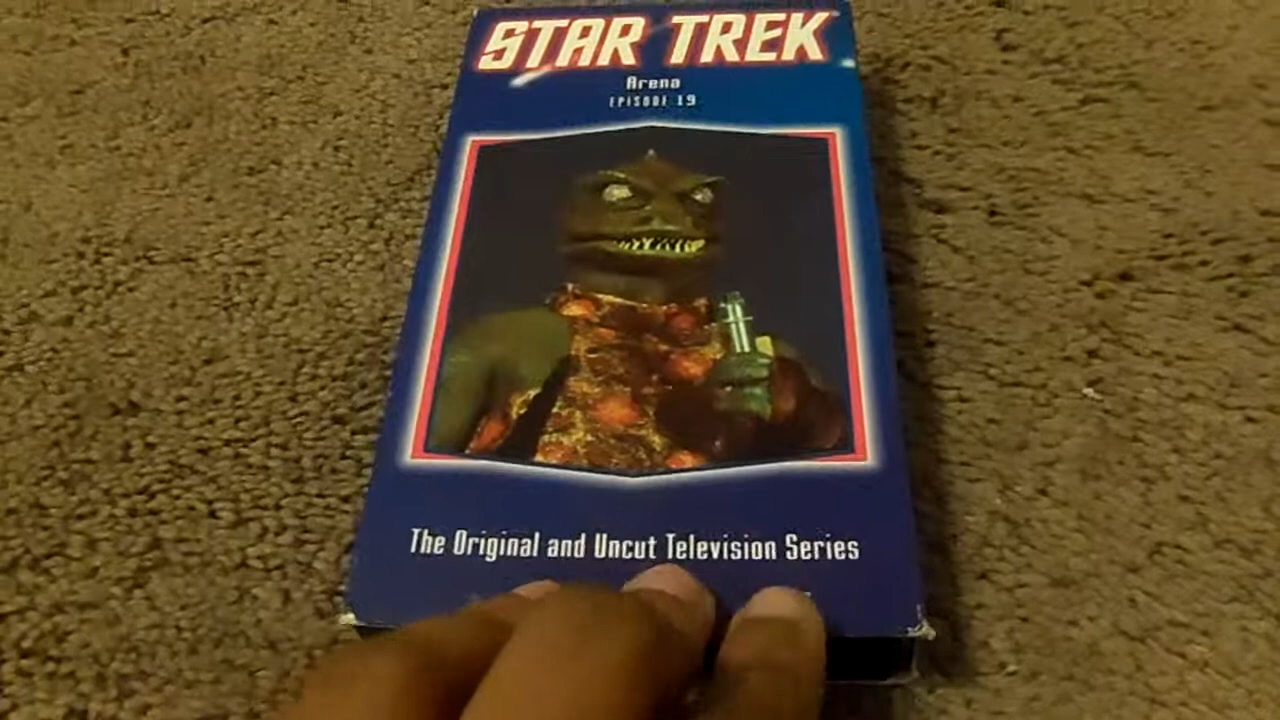 STAR TREK
Arena
EPISODE 19
The Original and Uncut Television Series